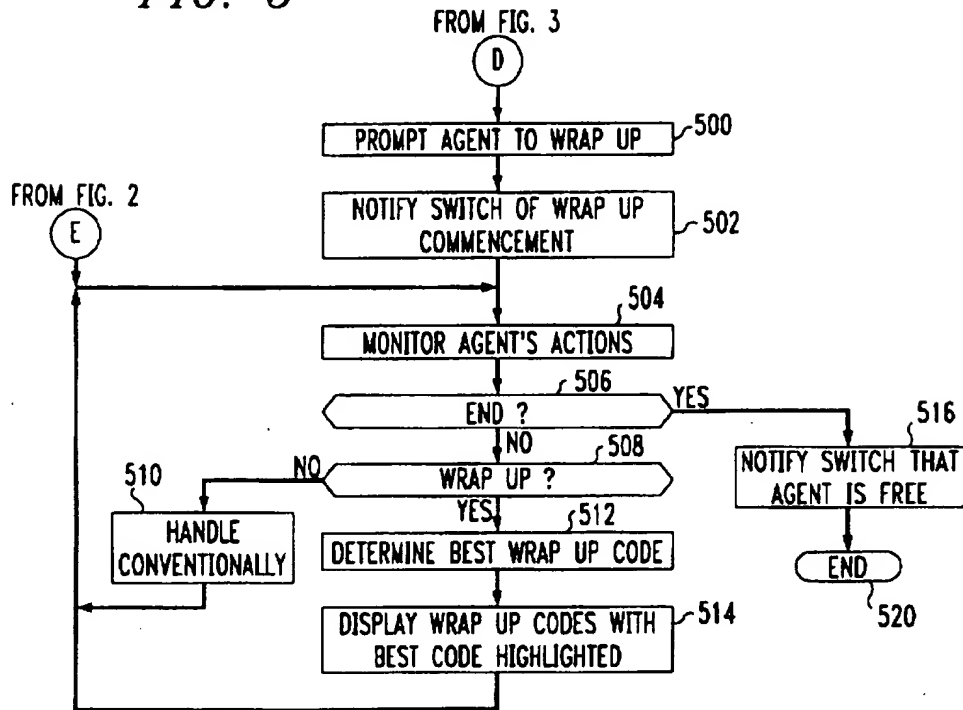 FROM FIG. 3
D
PROMPT AGENT TO WRAP UP
500
FROM FIG. 2
E
NOTIFY SWITCH OF WRAP UP
COMMENCEMENT
502
504
MONITOR AGENT'S ACTIONS
506
END ?
YES
NO
508
516
NO
WRAP UP ?
NOTIFY SWITCH THAT
AGENT IS FREE
510
YES
512
HANDLE
CONVENTIONALLY
DETERMINE BEST WRAP UP CODE
END
520
DISPLAY WRAP UP CODES WITH
BEST CODE HIGHLIGHTED
514